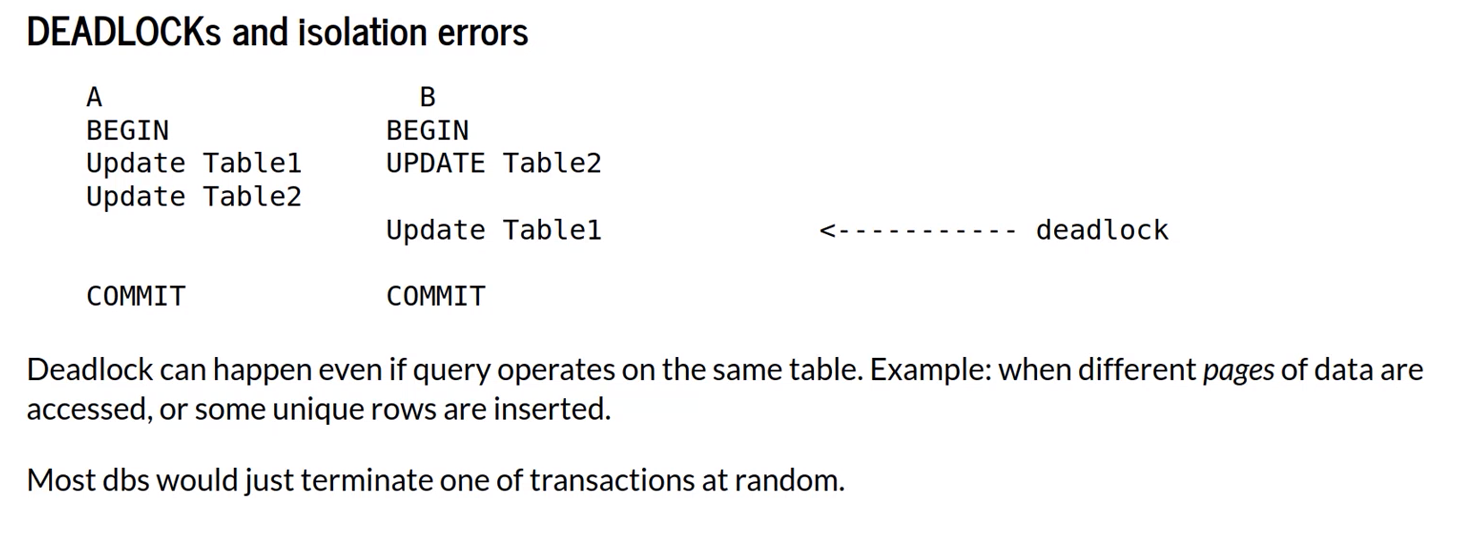 DEADLOCKs and isolation errors
A B
BEGIN BEGIN
Update Table1 UPDATE Table2
Update Table2
Update Table1 <----------- deadlock
COMMIT COMMIT
Deadlock can happen even if query operates on the same table. Example: when different pages of data are
accessed, or some unique rows are inserted.
Most dbs would just terminate one of transactions at random.